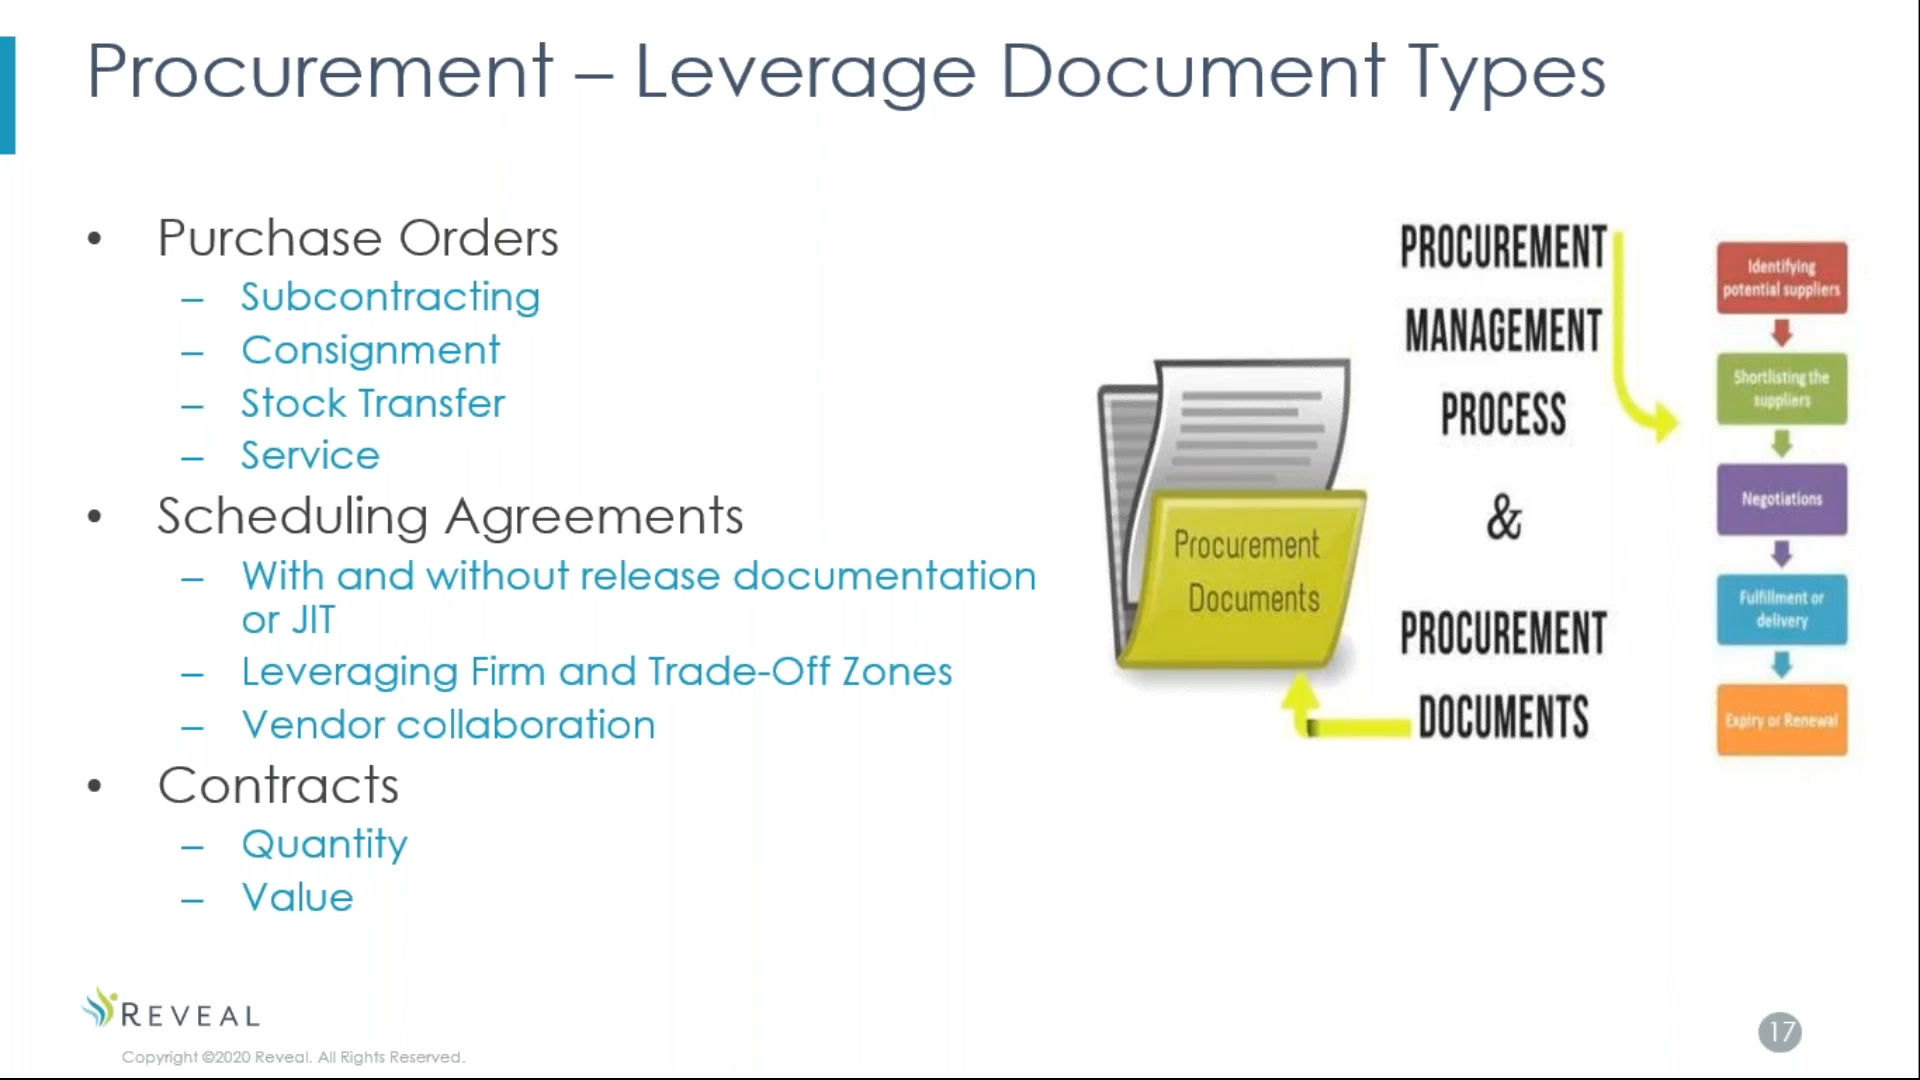 Procurement – Leverage Document Types
• Purchase Orders
– Subcontracting
– Consignment
– Stock Transfer
– Service
• Scheduling Agreements
– With and without release documentation
or JIT
– Leveraging Firm and Trade-Off Zones
– Vendor collaboration
• Contracts
– Quantity
– Value
Procurement
Documents
PROCUREMENT
MANAGEMENT
PROCESS
&
PROCUREMENT
DOCUMENTS
Identifying
potential suppliers
Shortlisting the
suppliers
Negotiations
Fulfillment or
delivery
Expiry or Renewal
REVEAL
Copyright ©2020 Reveal. All Rights Reserved.
17